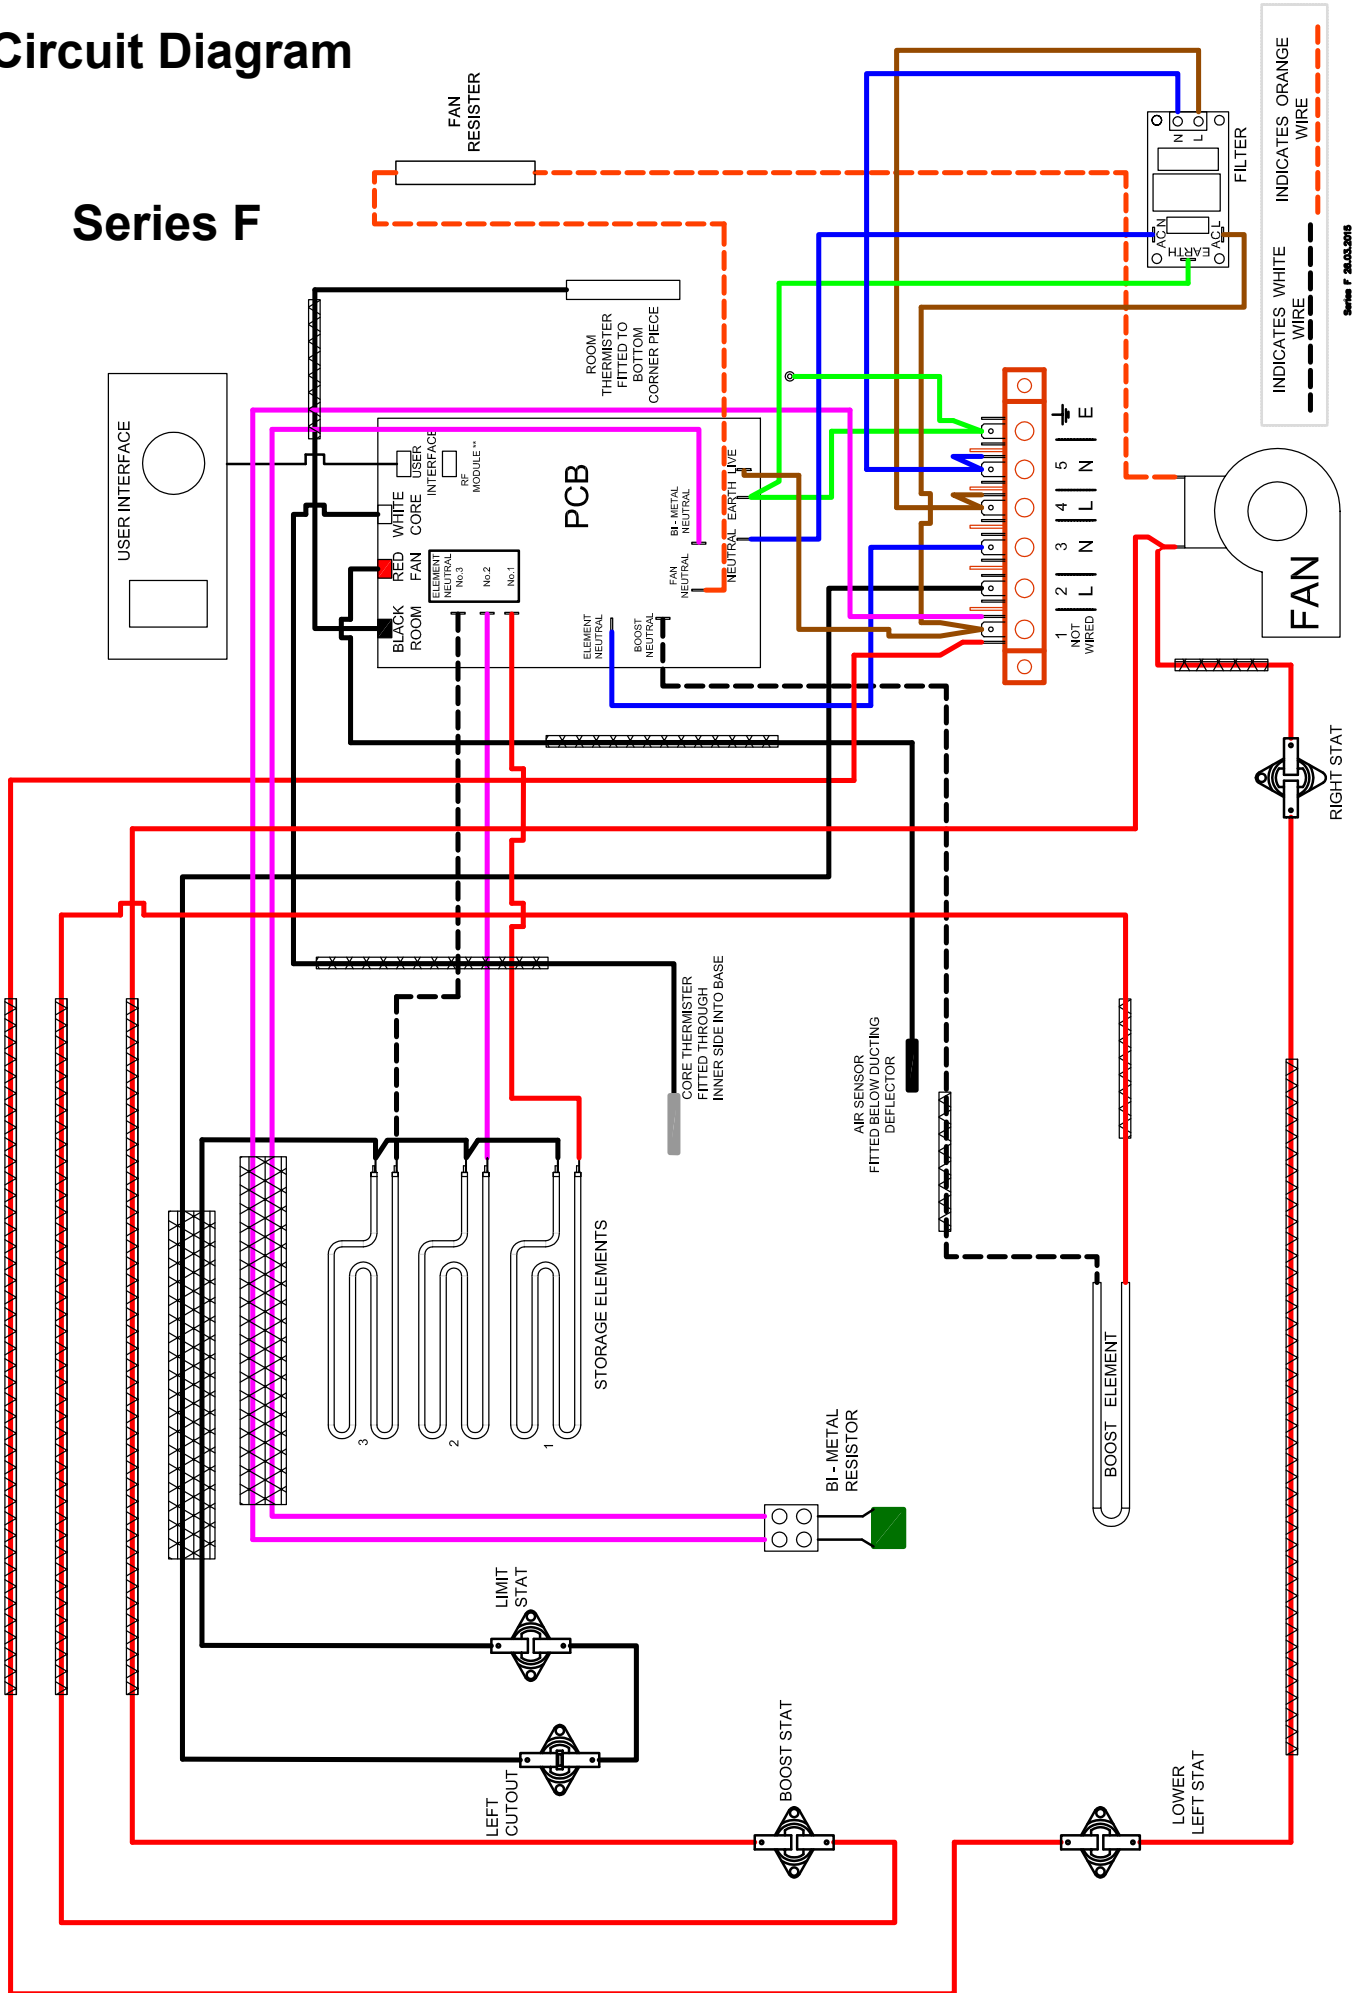 Circuit Diagram
Series F
FAN
RESISTER
N
L
AC N
EARTH
AC L
FILTER
INDICATES WHITE
WIRE
INDICATES ORANGE
WIRE
Series F 26.03.2015
USER INTERFACE
ROOM
THERMISTER
FITTED TO
BOTTOM
CORNER PIECE
USER
INTERFACE
RF
MODULE **
PCB
WHITE
CORE
RED
FAN
BLACK
ROOM
ELEMENT
NEUTRAL
No.3
No.2
No.1
BI - METAL
NEUTRAL
LIVE
EARTH
NEUTRAL
FAN
NEUTRAL
ELEMENT
NEUTRAL
BOOST
NEUTRAL
E
5
N
4
L
3
N
2
L
1
NOT
WIRED
FAN
RIGHT STAT
CORE THERMISTER
FITTED THROUGH
INNER SIDE INTO BASE
AIR SENSOR
FITTED BELOW DUCTING
DEFLECTOR
STORAGE ELEMENTS
3
2
1
BOOST ELEMENT
BI - METAL
RESISTOR
LIMIT
STAT
LEFT
CUTOUT
BOOST STAT
LOWER
LEFT STAT